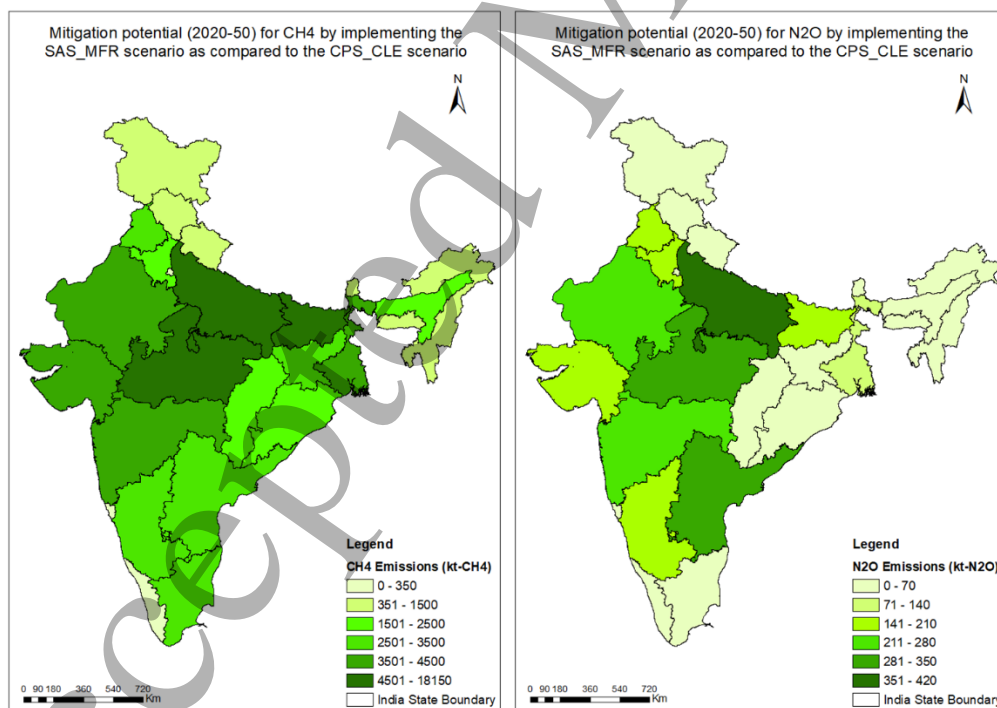 Mitigation potential (2020-50) for CH4 by implementing the
SAS_MFR scenario as compared to the CPS_CLE scenario
N
Legend
CH4 Emissions (kt-CH4)
0 - 350
351 - 1500
1501 - 2500
2501 - 3500
3501 - 4500
4501 - 18150
India State Boundary
0 90 180 360 540 720
Km
Mitigation potential (2020-50) for N2O by implementing the
SAS_MFR scenario as compared to the CPS_CLE scenario
N
Legend
N2O Emissions (kt-N2O)
0 - 70
71 - 140
141 - 210
211 - 280
281 - 350
351 - 420
India State Boundary
0 90 180 360 540 720
Km
cepted M